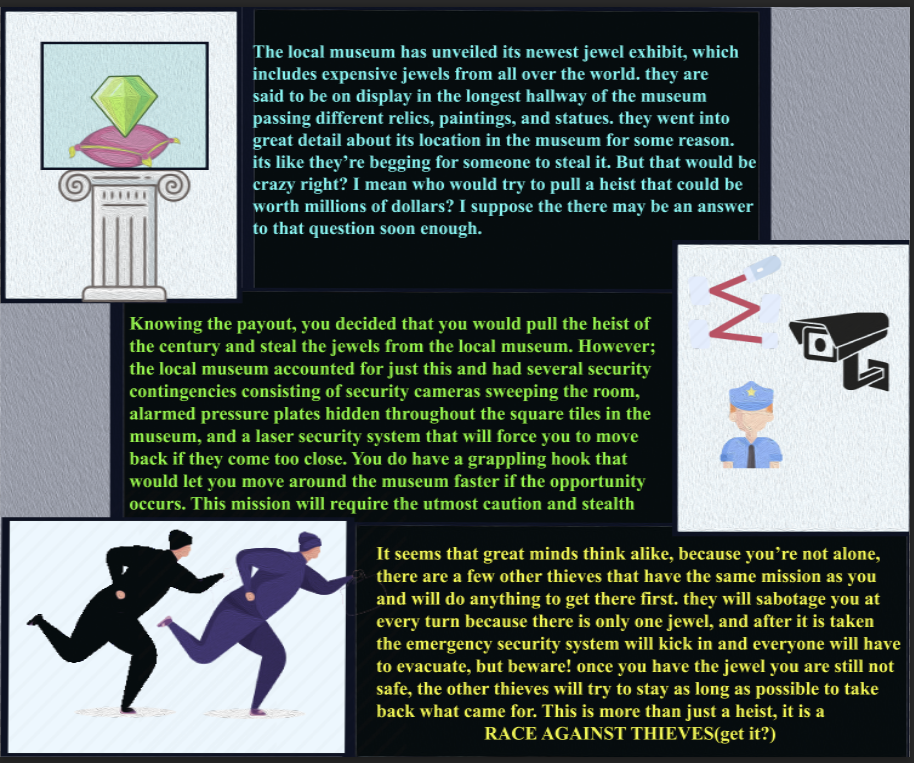 The local museum has unveiled its newest jewel exhibit, which
includes expensive jewels from all over the world. they are
said to be on display in the longest hallway of the museum
passing different relics, paintings, and statues. they went into
great detail about its location in the museum for some reason.
its like they're begging for someone to steal it. But that would be
crazy right? I mean who would try to pull a heist that could be
worth millions of dollars? I suppose the there may be an answer
to that question soon enough.
Knowing the payout, you decided that you would pull the heist of
the century and steal the jewels from the local museum. However;
the local museum accounted for just this and had several security
contingencies consisting of security cameras sweeping the room,
alarmed pressure plates hidden throughout the square tiles in the
museum, and a laser security system that will force you to move
back if they come too close. You do have a grappling hook that
would let you move around the museum faster if the opportunity
occurs. This mission will require the utmost caution and stealth
It seems that great minds think alike, because you're not alone,
there are a few other thieves that have the same mission as you
and will do anything to get there first. they will sabotage you at
every turn because there is only one jewel, and after it is taken
the emergency security system will kick in and everyone will have
to evacuate, but beware! once you have the jewel you are still not
safe, the other thieves will try to stay as long as possible to take
back what came for. This is more than just a heist, it is a
RACE AGAINST THIEVES(get it?)